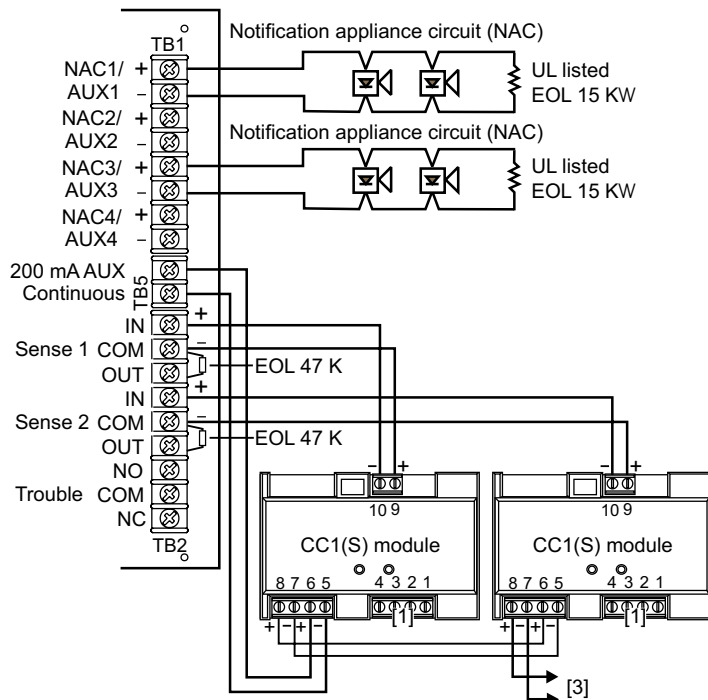 TB1
Notification appliance circuit (NAC)
NAC1/ +
AUX1 –
UL listed
EOL 15 KW
NAC2/ +
AUX2 –
Notification appliance circuit (NAC)
NAC3/ +
AUX3 –
UL listed
EOL 15 KW
NAC4/ +
AUX4 –
200 mA AUX
Continuous
TB5
IN +
Sense 1 COM –
OUT
EOL 47 K
IN +
Sense 2 COM –
OUT
EOL 47 K
NO
Trouble COM
NC
TB2
– +
10 9
CC1(S) module
8 7 6 5 4 3 2 1
[1]
+ – + –
– +
10 9
CC1(S) module
8 7 6 5 4 3 2 1
[1]
+ – + –
[3]